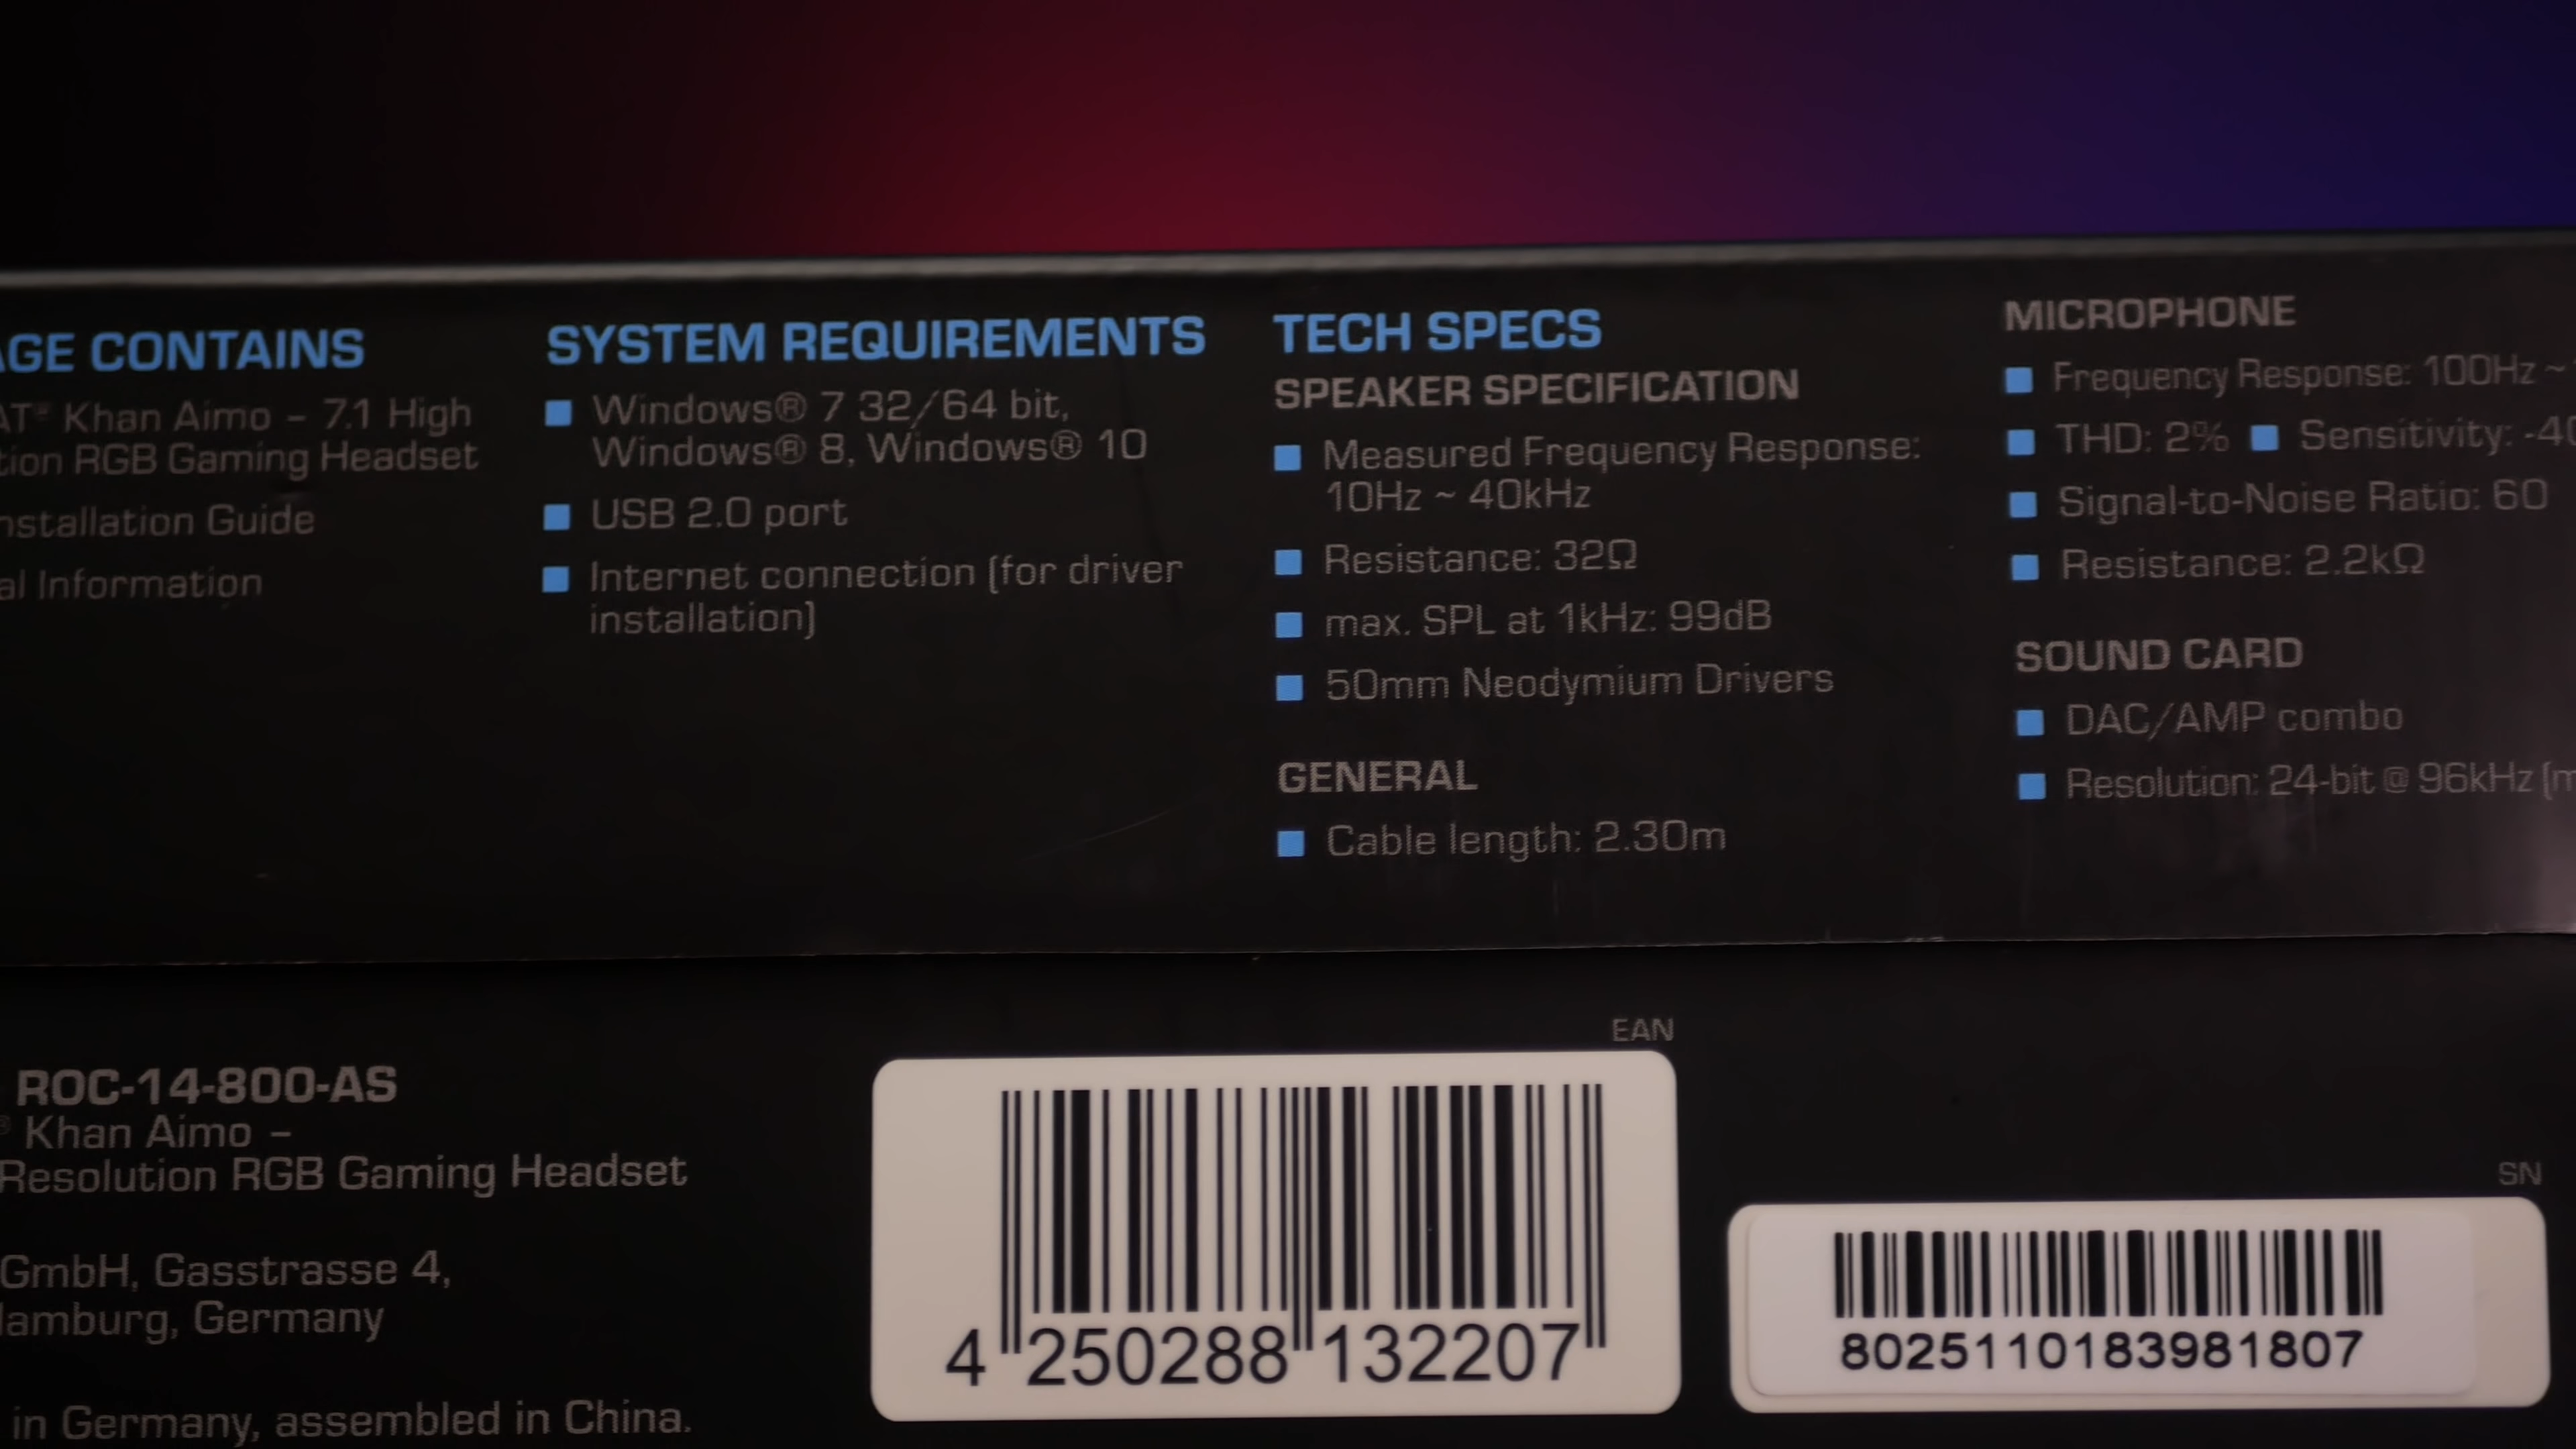 AGE CONTAINS
AT® Khan Aimo – 7.1 High
tion RGB Gaming Headset
nstallation Guide
al Information
SYSTEM REQUIREMENTS
Windows® 7 32/64 bit,
Windows® 8, Windows® 10
USB 2.0 port
Internet connection (for driver
installation)
TECH SPECS
SPEAKER SPECIFICATION
Measured Frequency Response:
10Hz ~ 40kHz
Resistance: 32Ω
max. SPL at 1kHz: 99dB
50mm Neodymium Drivers
GENERAL
Cable length: 2.30m
MICROPHONE
Frequency Response: 100Hz ~
THD: 2% Sensitivity: -40
Signal-to-Noise Ratio: 60
Resistance: 2.2kΩ
SOUND CARD
DAC/AMP combo
Resolution: 24-bit @ 96kHz (m
ROC-14-800-AS
® Khan Aimo –
Resolution RGB Gaming Headset
GmbH, Gasstrasse 4,
Hamburg, Germany
in Germany, assembled in China.
EAN
4 250288 132207
SN
8025110183981807